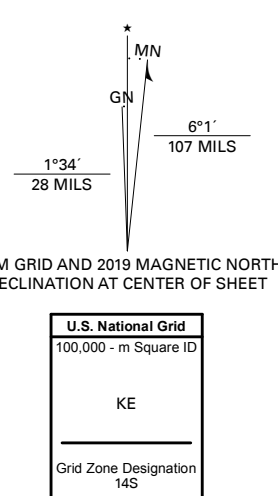 ★
MN
GN
6°1´
107 MILS
1°34´
28 MILS
M GRID AND 2019 MAGNETIC NORTH
ECLINATION AT CENTER OF SHEET
U.S. National Grid
100,000 - m Square ID
KE
Grid Zone Designation
14S